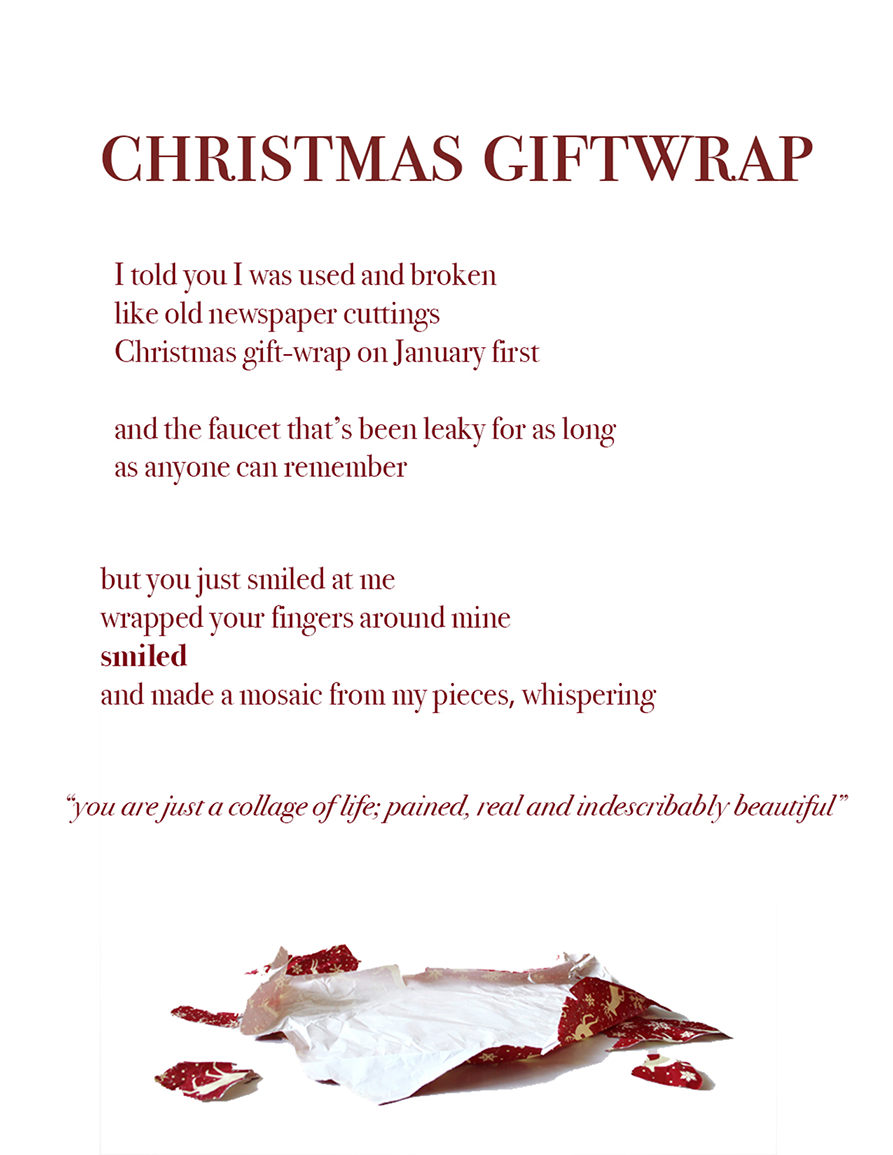 CHRISTMAS GIFTWRAP
I told you I was used and broken
like old newspaper cuttings
Christmas gift-wrap on January first
and the faucet that’s been leaky for as long
as anyone can remember
but you just smiled at me
wrapped your fingers around mine
smiled
and made a mosaic from my pieces, whispering
“you are just a collage of life; pained, real and indescribably beautiful”